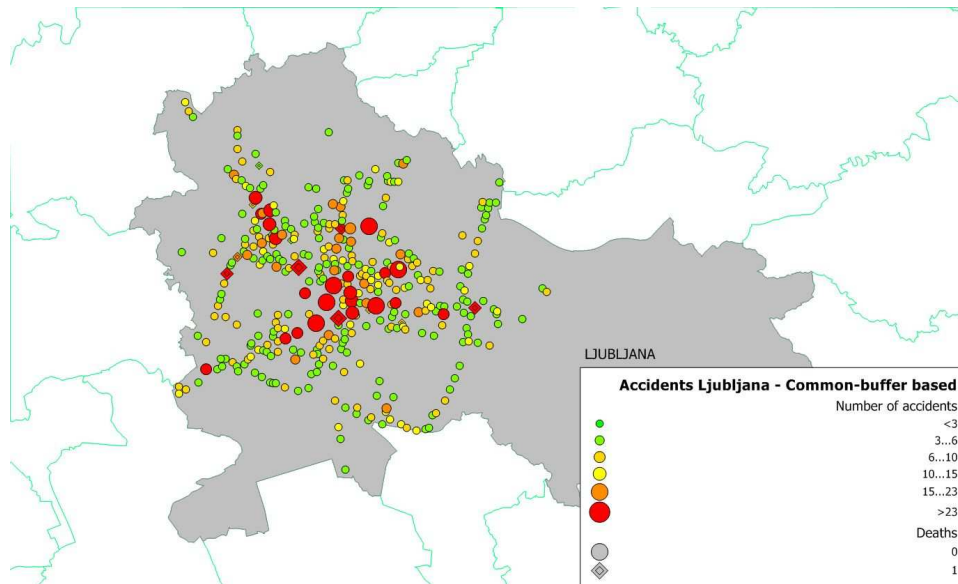 LJUBLJANA
Accidents Ljubljana - Common-buffer based
Number of accidents
<3
3...6
6...10
10...15
15...23
>23
Deaths
0
1